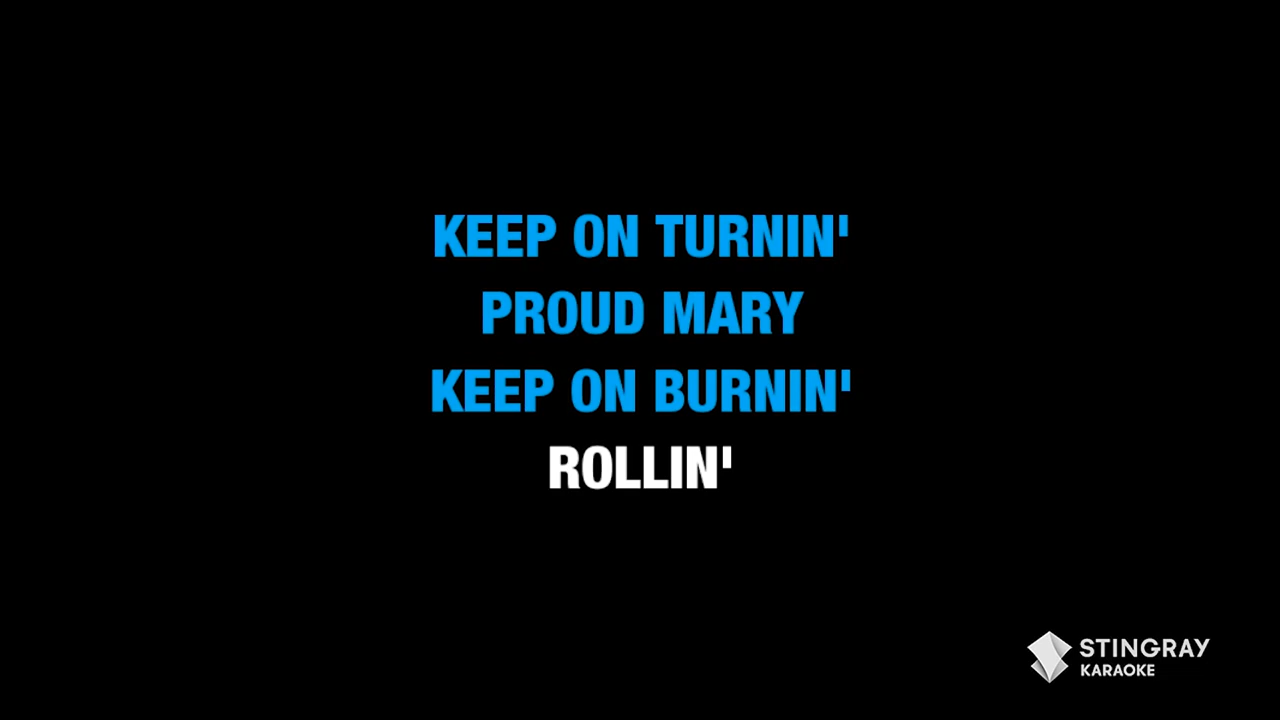 KEEP ON TURNIN'
PROUD MARY
KEEP ON BURNIN'
ROLLIN'
STINGRAY
KARAOKE